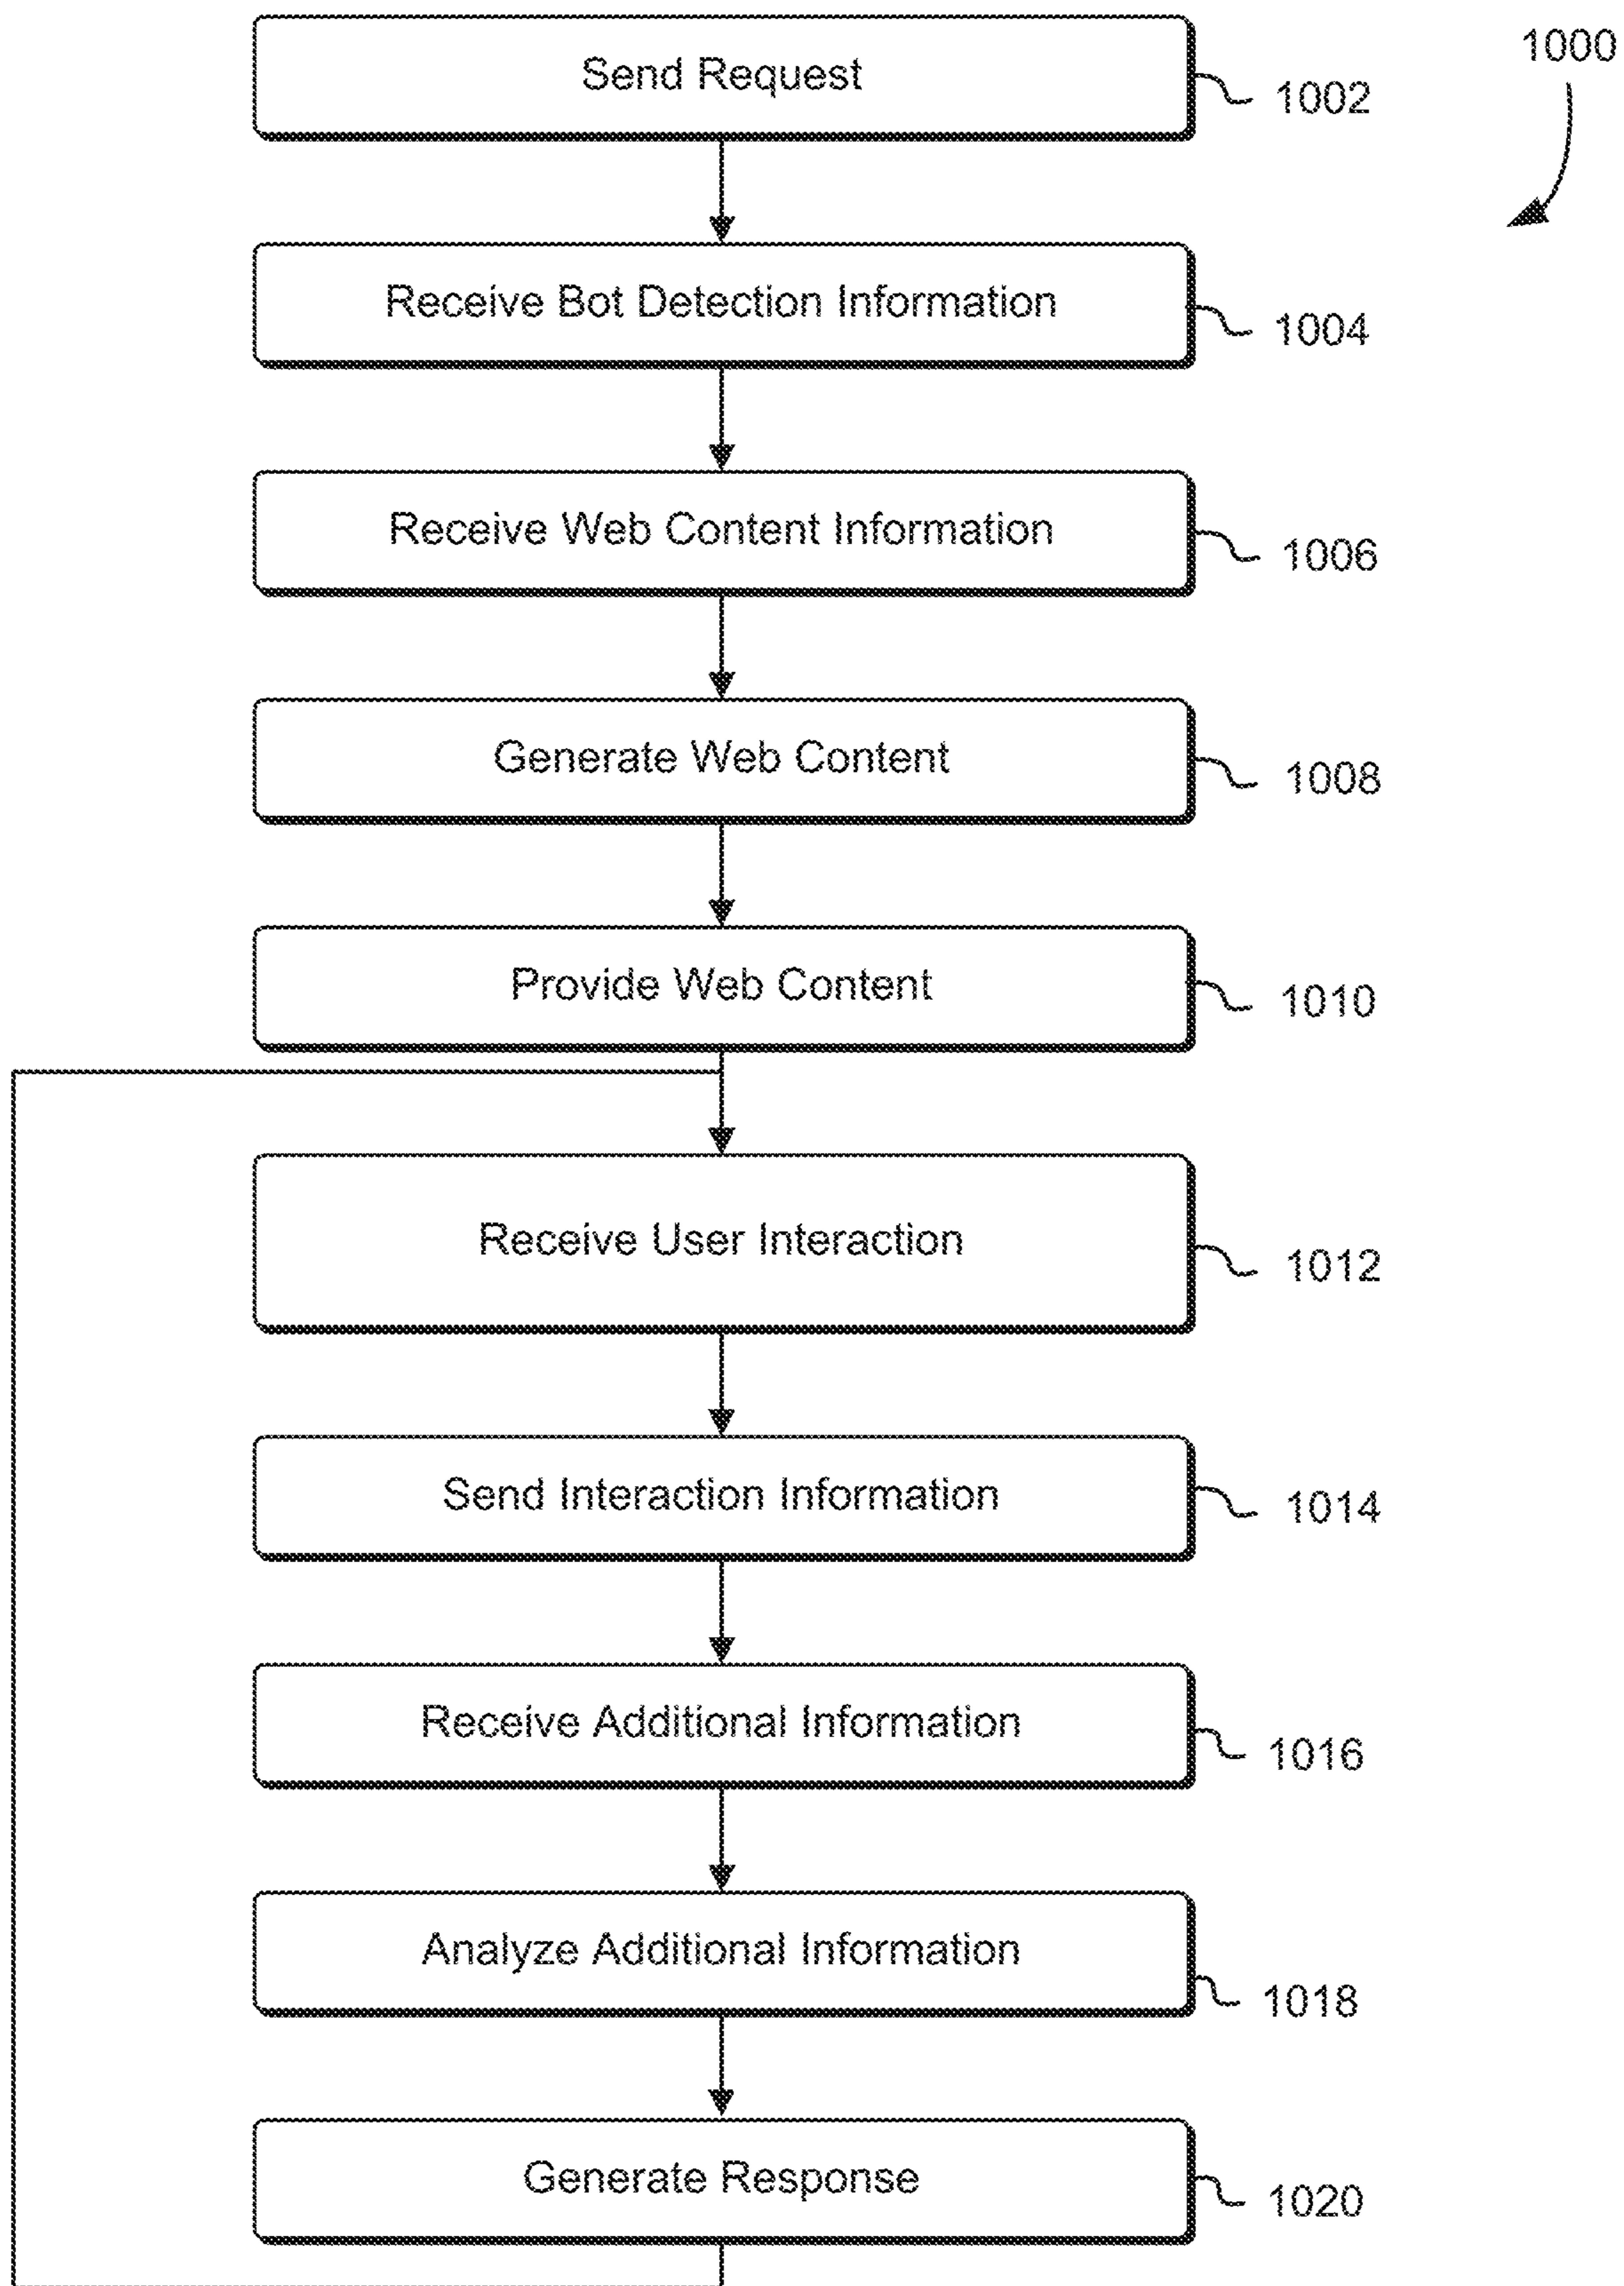 1000
Send Request
1002
Receive Bot Detection Information
1004
Receive Web Content Information
1006
Generate Web Content
1008
Provide Web Content
1010
Receive User Interaction
1012
Send Interaction Information
1014
Receive Additional Information
1016
Analyze Additional Information
1018
Generate Response
1020